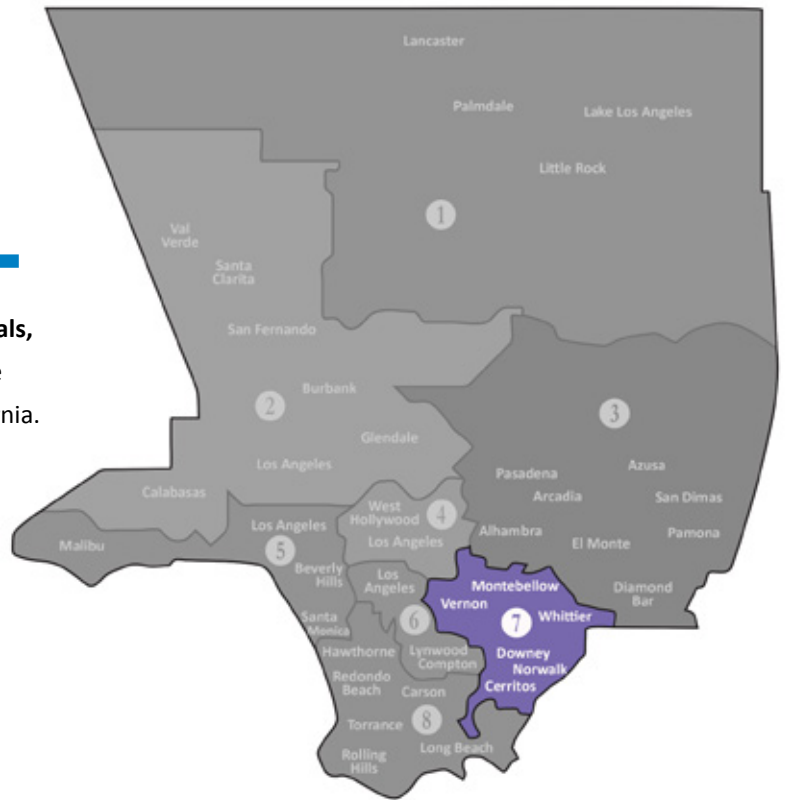 Lancaster
Palmdale
Lake Los Angeles
Little Rock
1
Val
Verde
Santa
Clarita
als,
San Fernando
e
Burbank
2
3
nia.
Glendale
Los Angeles
Pasadena
Azusa
Calabasas
Arcadia
San Dimas
West
Hollywood
4
Los Angeles
5
Alhambra
Pamona
Los Angeles
El Monte
Malibu
Beverly
Hills
Los
Angeles
Montebellow
Diamond
Bar
Vernon
Santa
Monica
6
7
Whittier
Hawthorne
Lynwood
Compton
Downey
Norwalk
Redondo
Beach
Carson
Cerritos
8
Torrance
Long Beach
Rolling
Hills